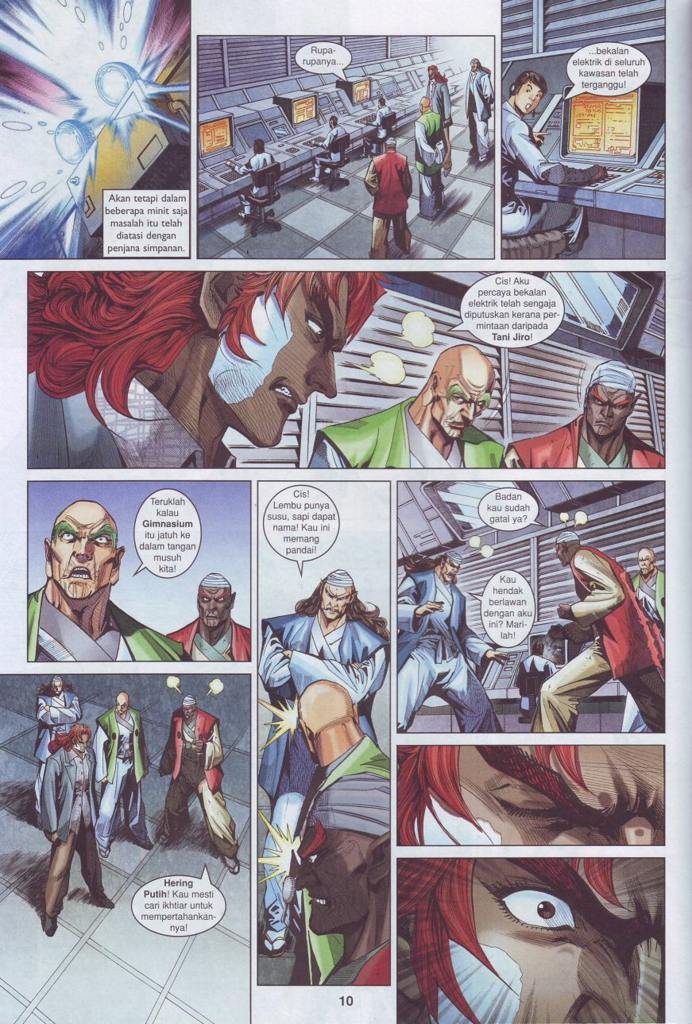 Akan tetapi dalam
beberapa minit saja
masalah itu telah
diatasi dengan
penjana simpanan.
Rupa-
rupanya...
...bekalan
elektrik di seluruh
kawasan telah
terganggu!
Cis! Aku
percaya bekalan
elektrik telah sengaja
diputuskan kerana per-
mintaan daripada
Tani Jiro!
Teruklah
kalau
Gimnasium
itu jatuh ke
dalam tangan
musuh
kita!
Hering
Putih! Kau mesti
cari ikhtiar untuk
mempertahankan-
nya!
Cis!
Lembu punya
susu, sapi dapat
nama! Kau ini
memang
pandai!
Badan
kau sudah
gatal ya?
Kau
hendak
berlawan
dengan aku
ini? Mari-
lah!
10